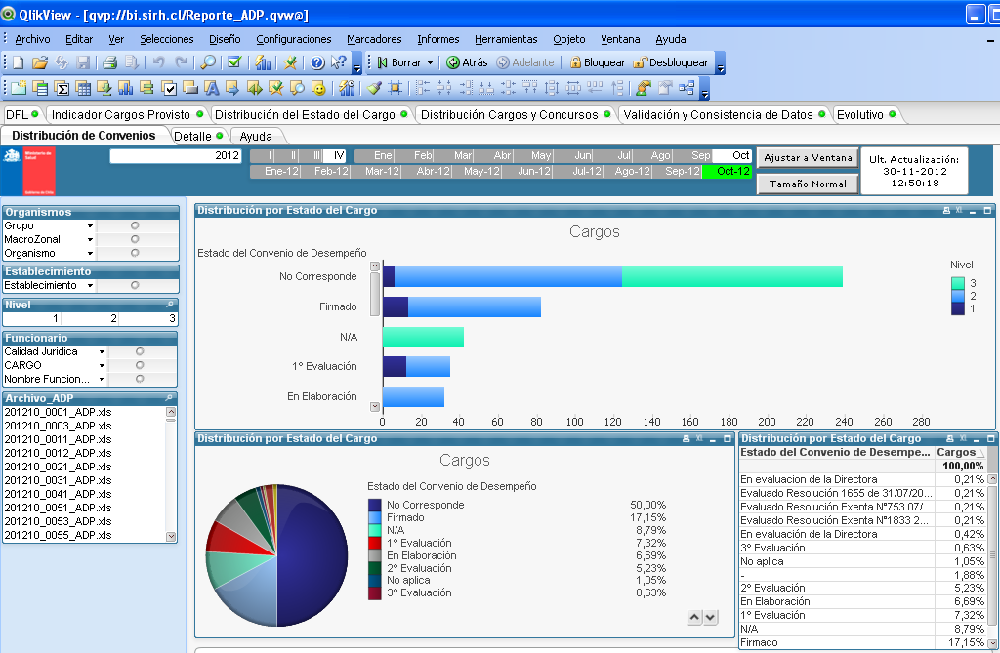 QlikView - [qvp://bi.sirh.cl/Reporte_ADP.qvw@]
Archivo Editar Ver Selecciones Diseño Configuraciones Marcadores Informes Herramientas Objeto Ventana Ayuda
Borrar Atrás Adelante Bloquear Desbloquear
DFL Indicador Cargos Provisto Distribución del Estado del Cargo Distribución Cargos y Concursos Validación y Consistencia de Datos Evolutivo
Distribución de Convenios Detalle Ayuda
2012 I II III IV Ene Feb Mar Abr May Jun Jul Ago Sep Oct
Ene-12 Feb-12 Mar-12 Abr-12 May-12 Jun-12 Jul-12 Ago-12 Sep-12 Oct-12
Ajustar a Ventana
Tamaño Normal
Ult. Actualización:
30-11-2012
12:50:18
Organismos
Grupo
MacroZonal
Organismo
Establecimiento
Establecimiento
Nivel
1 2 3
Funcionario
Calidad Jurídica
CARGO
Nombre Funcion...
Archivo_ADP
201210_0001_ADP.xls
201210_0003_ADP.xls
201210_0011_ADP.xls
201210_0012_ADP.xls
201210_0021_ADP.xls
201210_0031_ADP.xls
201210_0041_ADP.xls
201210_0051_ADP.xls
201210_0053_ADP.xls
201210_0055_ADP.xls
Distribución por Estado del Cargo
Cargos
Estado del Convenio de Desempeño
No Corresponde
Firmado
N/A
1º Evaluación
En Elaboración
0 20 40 60 80 100 120 140 160 180 200 220 240 260 280
Nivel
3
2
1
Distribución por Estado del Cargo
Cargos
Estado del Convenio de Desempeño
No Corresponde 50,00%
Firmado 17,15%
N/A 8,79%
1º Evaluación 7,32%
En Elaboración 6,69%
2º Evaluación 5,23%
No aplica 1,05%
3º Evaluación 0,63%
Distribución por Estado del Cargo
Estado del Convenio de Desempe... Cargos
100,00%
En evaluacion de la Directora 0,21%
Evaluado Resolución 1655 de 31/07/20... 0,21%
Evaluado Resolución Exenta N°753 07/... 0,21%
Evaluado Resolución Exenta N°1833 2... 0,21%
En evaluación de la Directora 0,42%
3º Evaluación 0,63%
No aplica 1,05%
- 1,88%
2º Evaluación 5,23%
En Elaboración 6,69%
1º Evaluación 7,32%
N/A 8,79%
Firmado 17,15%